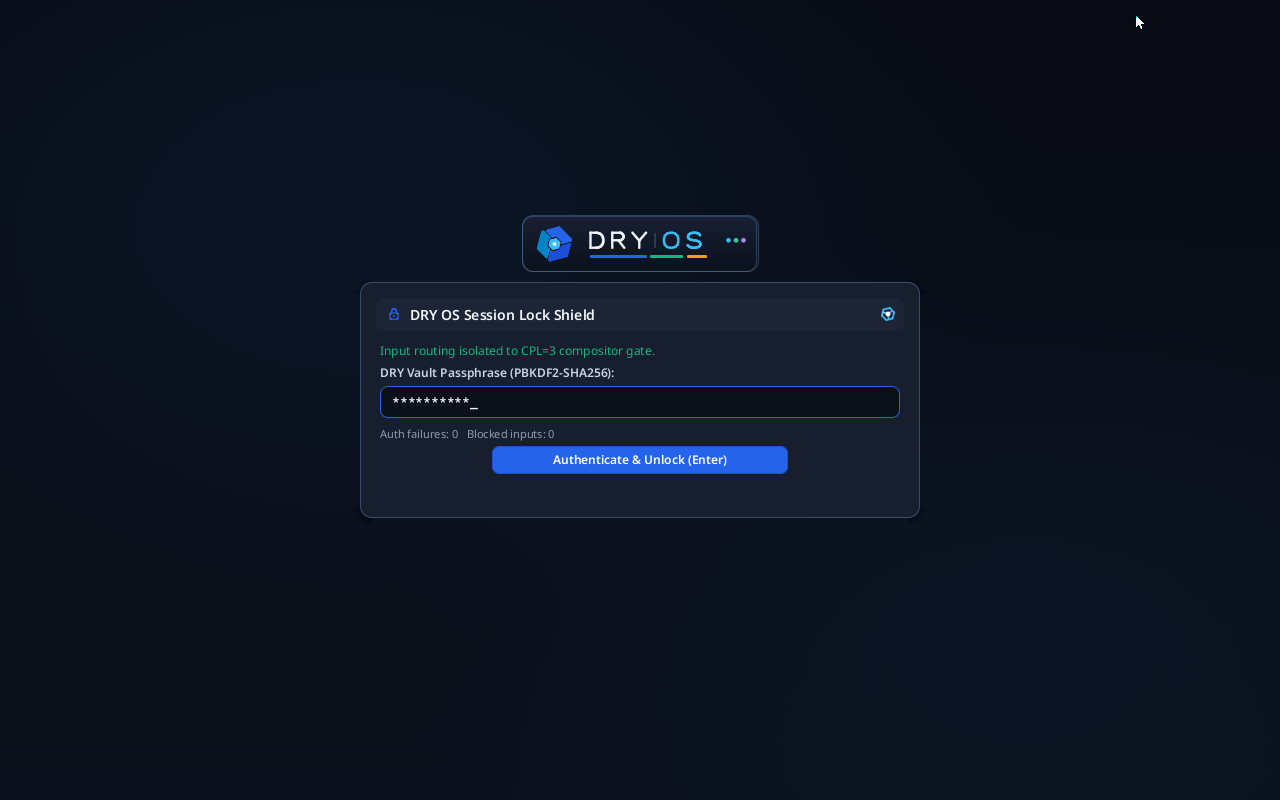 DRY OS
DRY OS Session Lock Shield
Input routing isolated to CPL=3 compositor gate.
DRY Vault Passphrase (PBKDF2-SHA256):
**********_
Auth failures: 0 Blocked inputs: 0
Authenticate & Unlock (Enter)